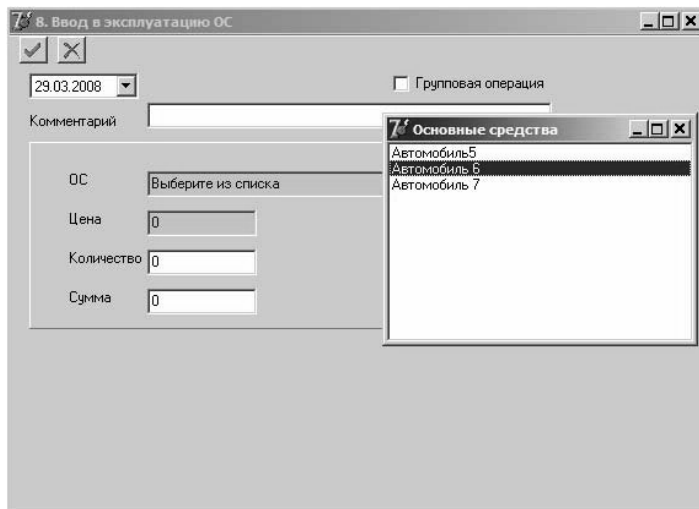 8. Ввод в эксплуатацию ОС
29.03.2008
Групповая операция
Комментарий
Основные средства
Автомобиль5
Автомобиль 6
Автомобиль 7
ОС
Выберите из списка
Цена
0
Количество
0
Сумма
0